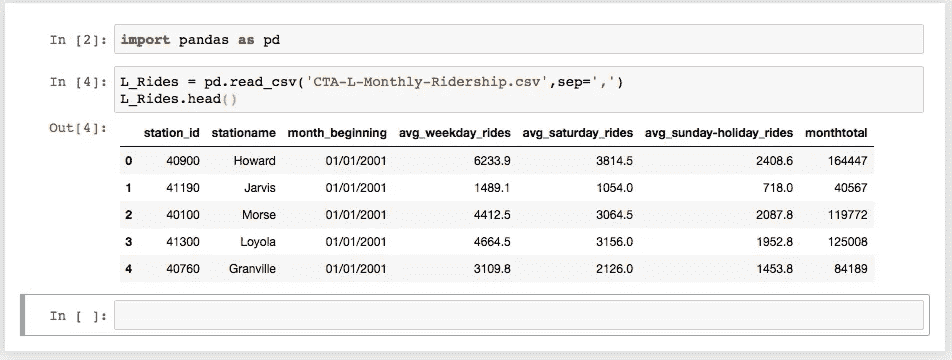 In [2]: import pandas as pd
In [4]: L_Rides = pd.read_csv('CTA-L-Monthly-Ridership.csv',sep=',')
L_Rides.head()
Out[4]:
station_id stationame month_beginning avg_weekday_rides avg_saturday_rides avg_sunday-holiday_rides monthtotal
0 40900 Howard 01/01/2001 6233.9 3814.5 2408.6 164447
1 41190 Jarvis 01/01/2001 1489.1 1054.0 718.0 40567
2 40100 Morse 01/01/2001 4412.5 3064.5 2087.8 119772
3 41300 Loyola 01/01/2001 4664.5 3156.0 1952.8 125008
4 40760 Granville 01/01/2001 3109.8 2126.0 1453.8 84189
In [ ]: